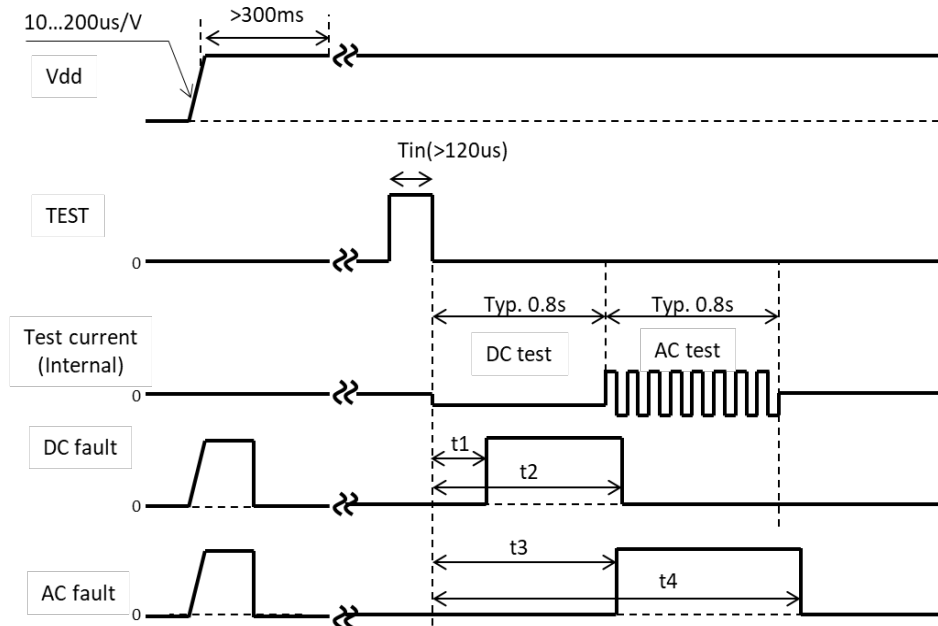 10...200us/V
>300ms
Vdd
Tin(>120us)
TEST
0
Typ. 0.8s
Typ. 0.8s
Test current
(Internal)
DC test
AC test
0
DC fault
t1
t2
0
AC fault
t3
t4
0